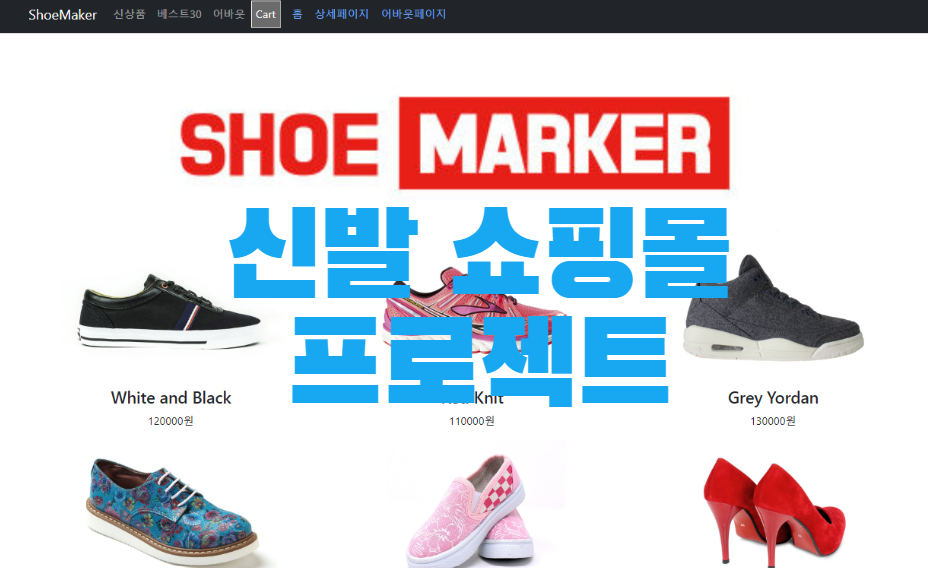 ShoeMaker 신상품 베스트30 어바웃 Cart 홈 상세페이지 어바웃페이지
SHOE MARKER
신발 쇼핑몰
프로젝트
White and Black
Knit
Grey Yordan
120000원
110000원
130000원